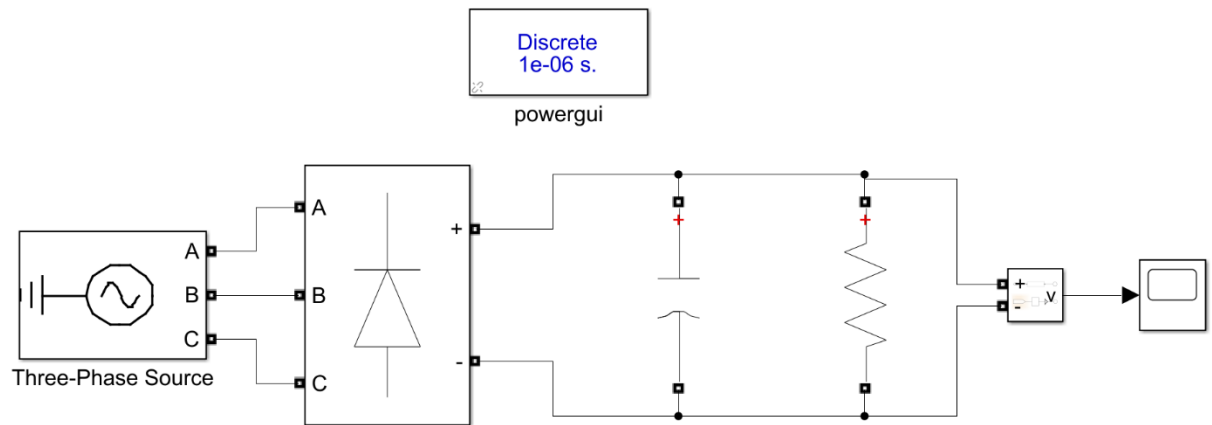 Discrete
1e-06 s.
powergui
A
B
C
Three-Phase Source
A
B
C
+
-
+
+
+
-
v